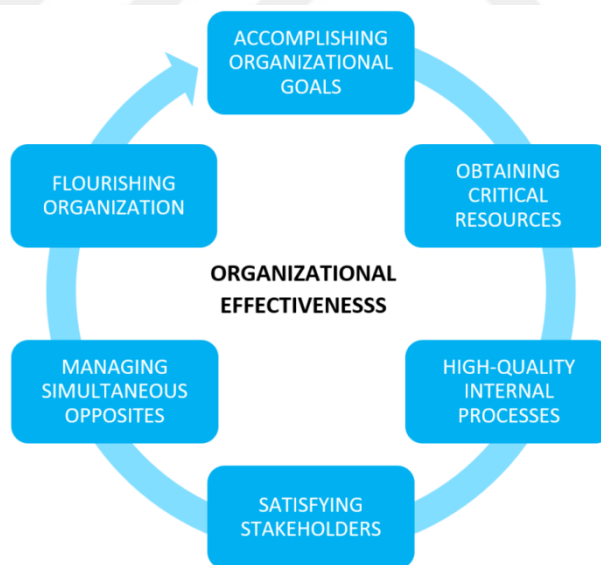 ACCOMPLISHING
ORGANIZATIONAL
GOALS
OBTAINING
CRITICAL
RESOURCES
HIGH-QUALITY
INTERNAL
PROCESSES
SATISFYING
STAKEHOLDERS
MANAGING
SIMULTANEOUS
OPPOSITES
FLOURISHING
ORGANIZATION
ORGANIZATIONAL
EFFECTIVENESSS